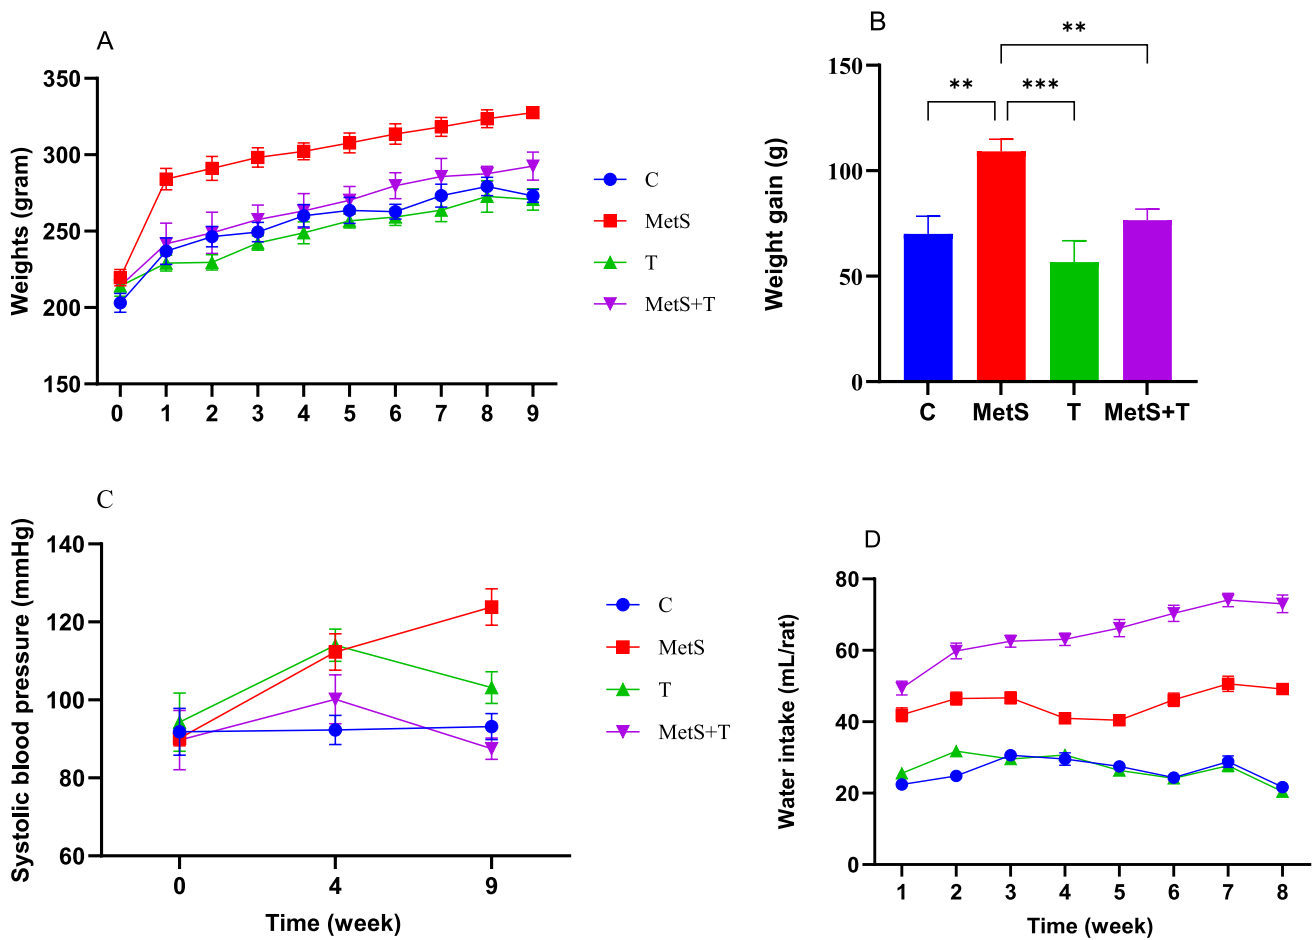 A
Weights (gram)
350
300
250
200
150
0 1 2 3 4 5 6 7 8 9
C
MetS
T
MetS+T
B
Weight gain (g)
150
100
50
0
** *** **
C MetS T MetS+T
C
Systolic blood pressure (mmHg)
140
120
100
80
60
0 4 9
Time (week)
C
MetS
T
MetS+T
D
Water intake (mL/rat)
80
60
40
20
0
1 2 3 4 5 6 7 8
Time (week)